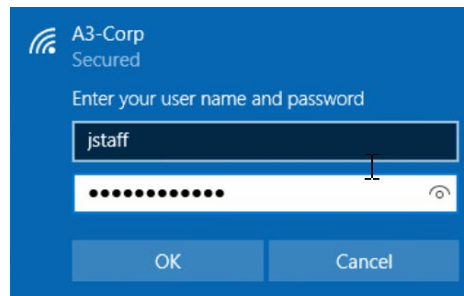 A3-Corp
Secured
Enter your user name and password
jstaff
••••••••••••
OK
Cancel